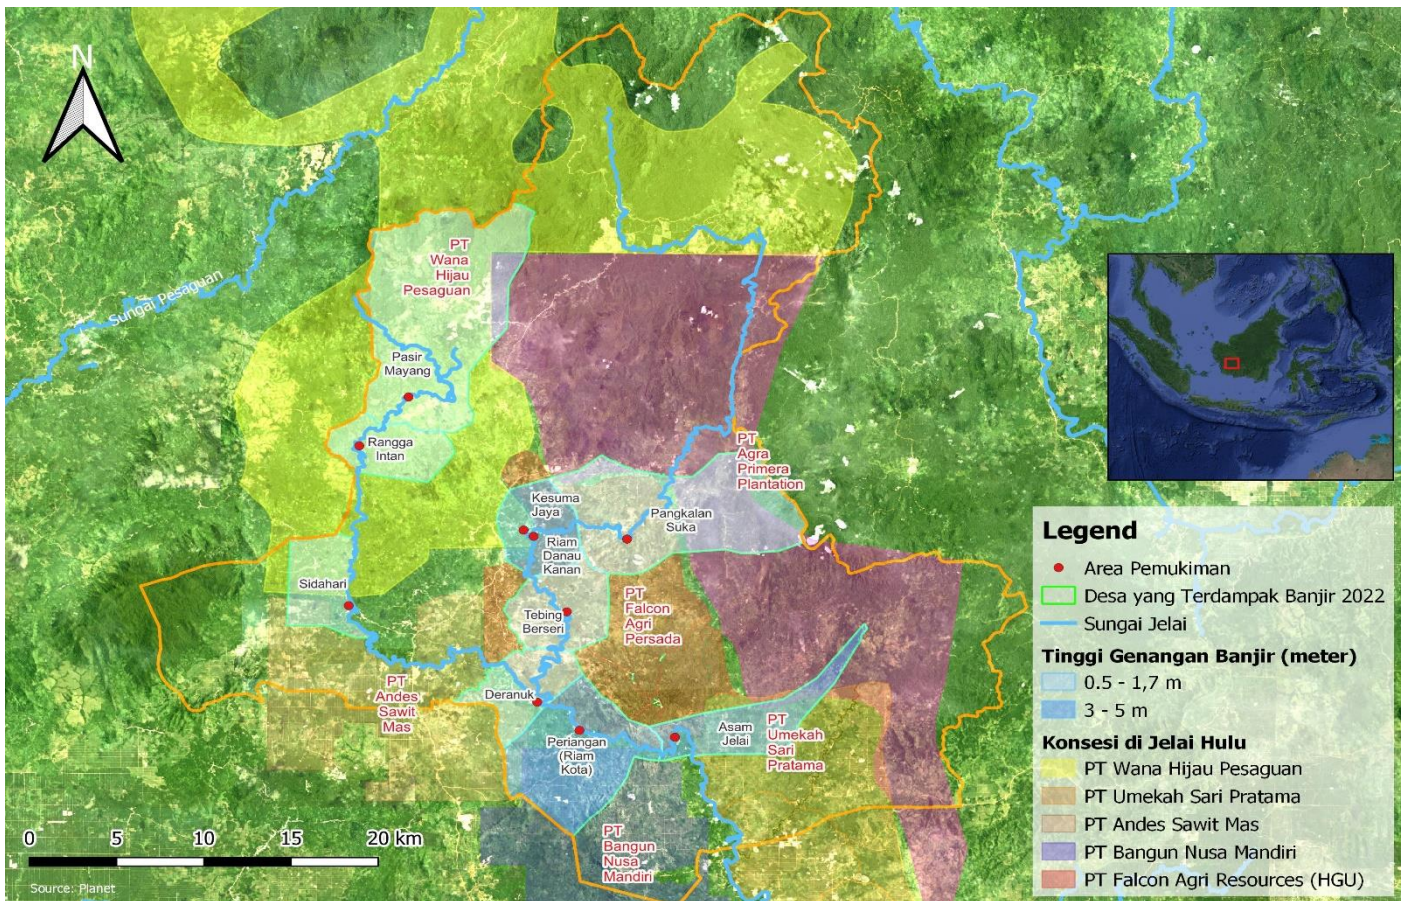 N
Sungai Pesaguan
PT
Wana
Hijau
Pesaguan
Pasir
Mayang
Rangga
Intan
PT
Agra
Primera
Plantation
Kesuma
Jaya
Pangkalan
Suka
Riam
Danau
Kanan
Sidahari
Tebing
Berseri
PT
Falcon
Agri
Persada
PT
Andes
Sawit
Mas
Deranuk
Periangan
(Riam
Kota)
Asam
Jelai
PT
Umekah
Sari
Pratama
PT
Bangun
Nusa
Mandiri
0 5 10 15 20 km
Source: Planet
Legend
Area Pemukiman
Desa yang Terdampak Banjir 2022
Sungai Jelai
Tinggi Genangan Banjir (meter)
0.5 - 1,7 m
3 - 5 m
Konsesi di Jelai Hulu
PT Wana Hijau Pesaguan
PT Umekah Sari Pratama
PT Andes Sawit Mas
PT Bangun Nusa Mandiri
PT Falcon Agri Resources (HGU)